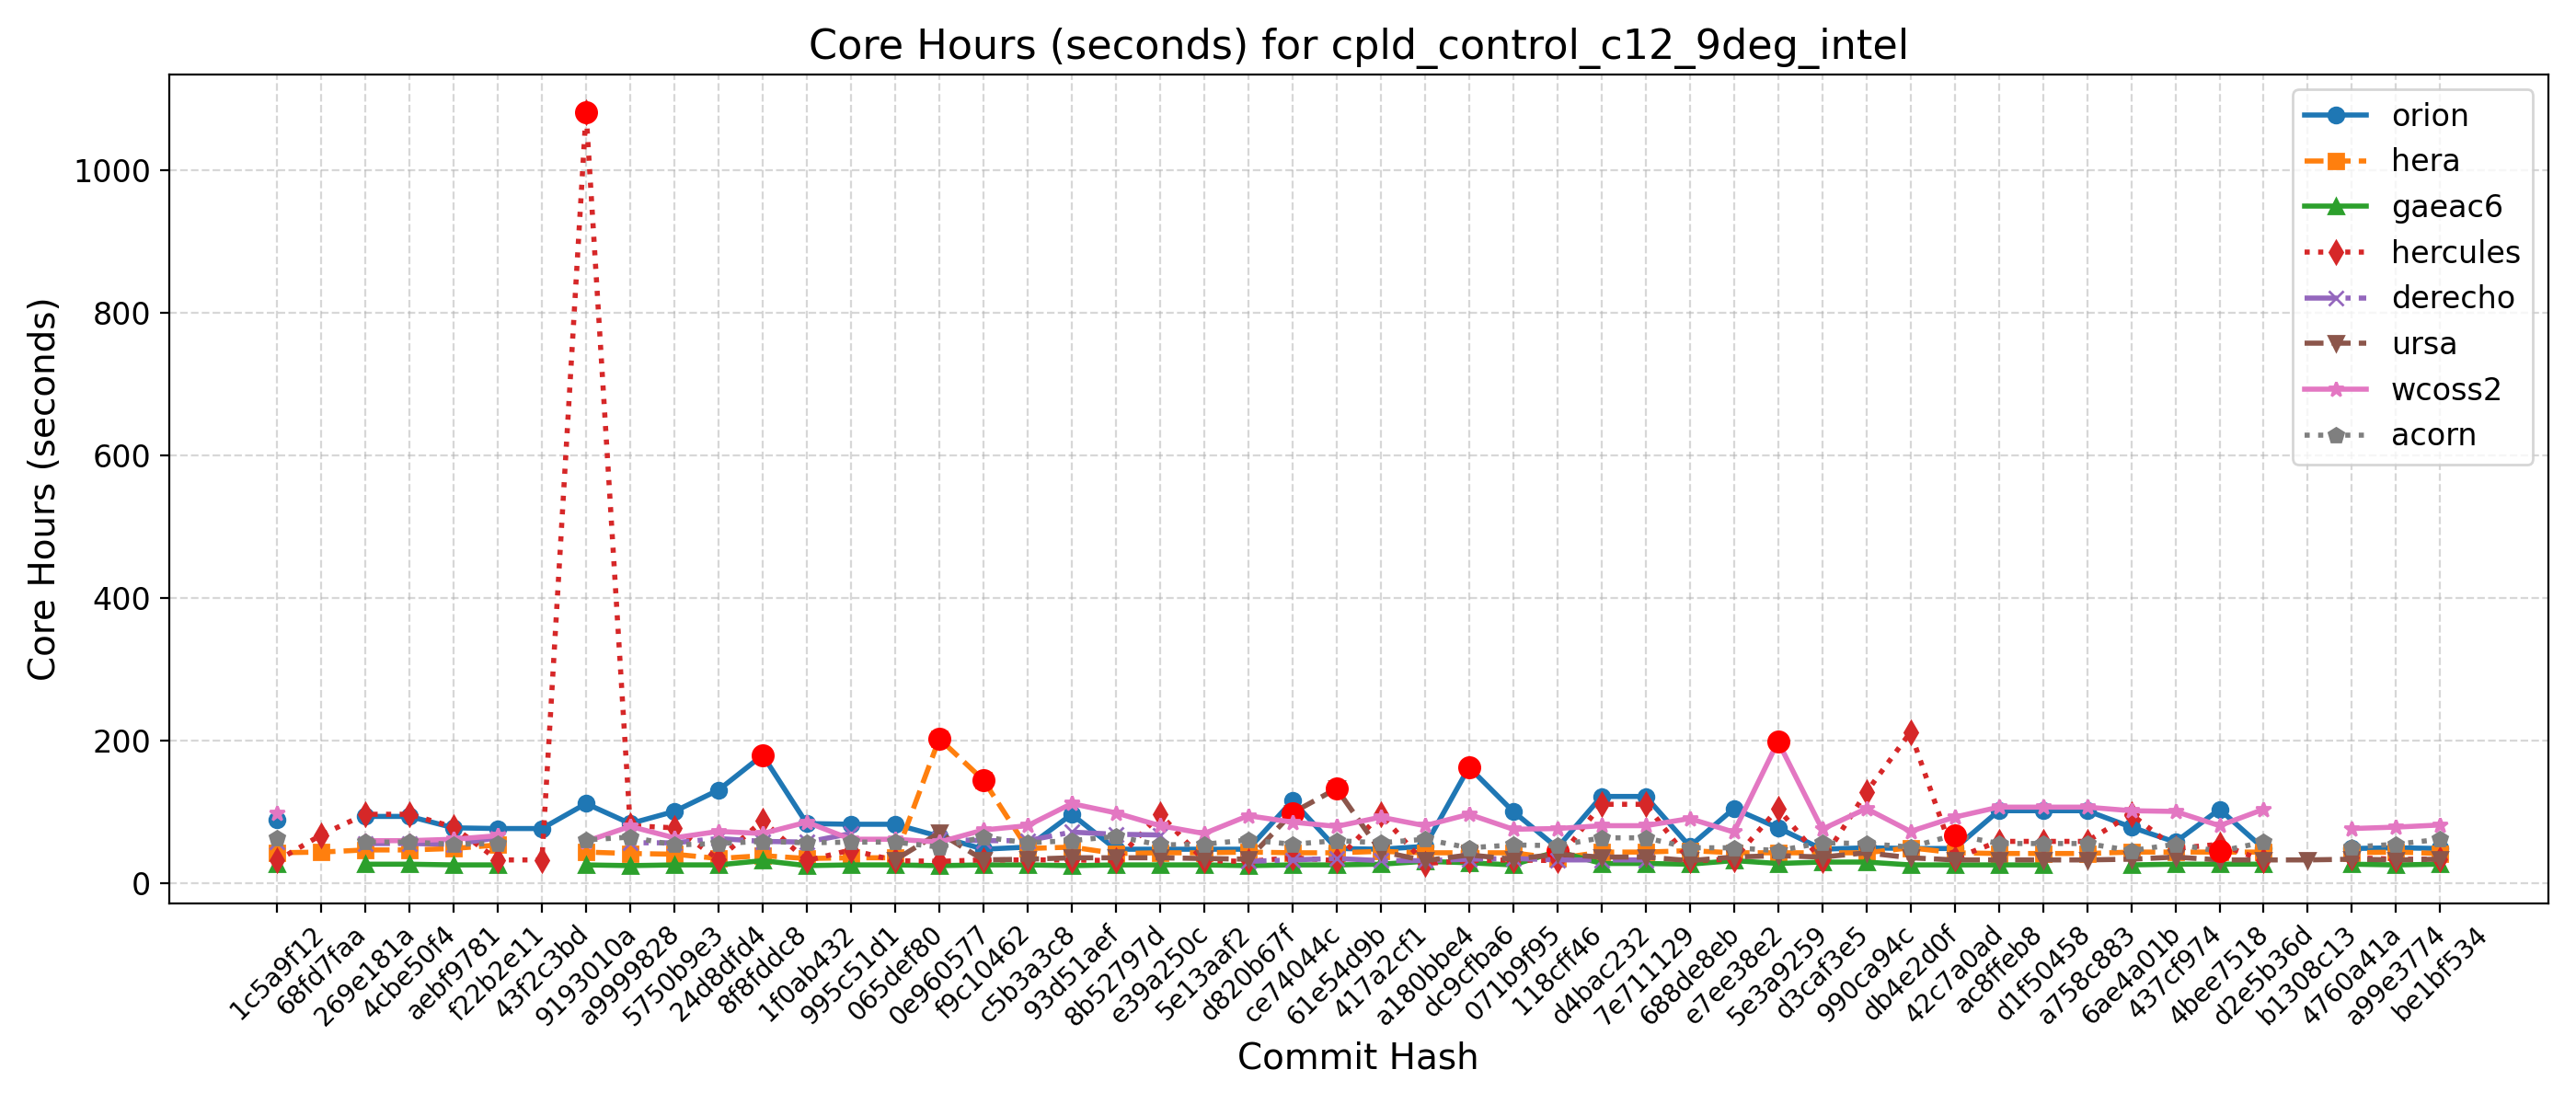 Core Hours (seconds) for cpld_control_c12_9deg_intel
Core Hours (seconds)
1000
800
600
400
200
0
orion
hera
gaeac6
hercules
derecho
ursa
wcoss2
acorn
1c5a9f12
68fd7faa
269e181a
4cbe50f4
aebf9781
f22b2e11
43f2c3bd
9193010a
a9999828
5750b9e3
24d8dfd4
8f8fddc8
1f0ab432
995c51d1
065def80
0e960577
f9c10462
c5b3a3c8
93d51aef
8b52797d
e39a250c
5e13aaf2
d820b67f
ce74044c
61e54d9b
417a2cf1
a180bbe4
dc9cfba6
071b9f95
118cff46
d4bac232
7e711129
688de8eb
e7ee38e2
5e3a9259
d3caf3e5
990ca94c
db4e2d0f
42c7a0ad
ac8ffeb8
d1f50458
a758c883
6ae4a01b
437cf974
4bee7518
d2e5b36d
b1308c13
4760a41a
a99e3774
be1bf534
Commit Hash